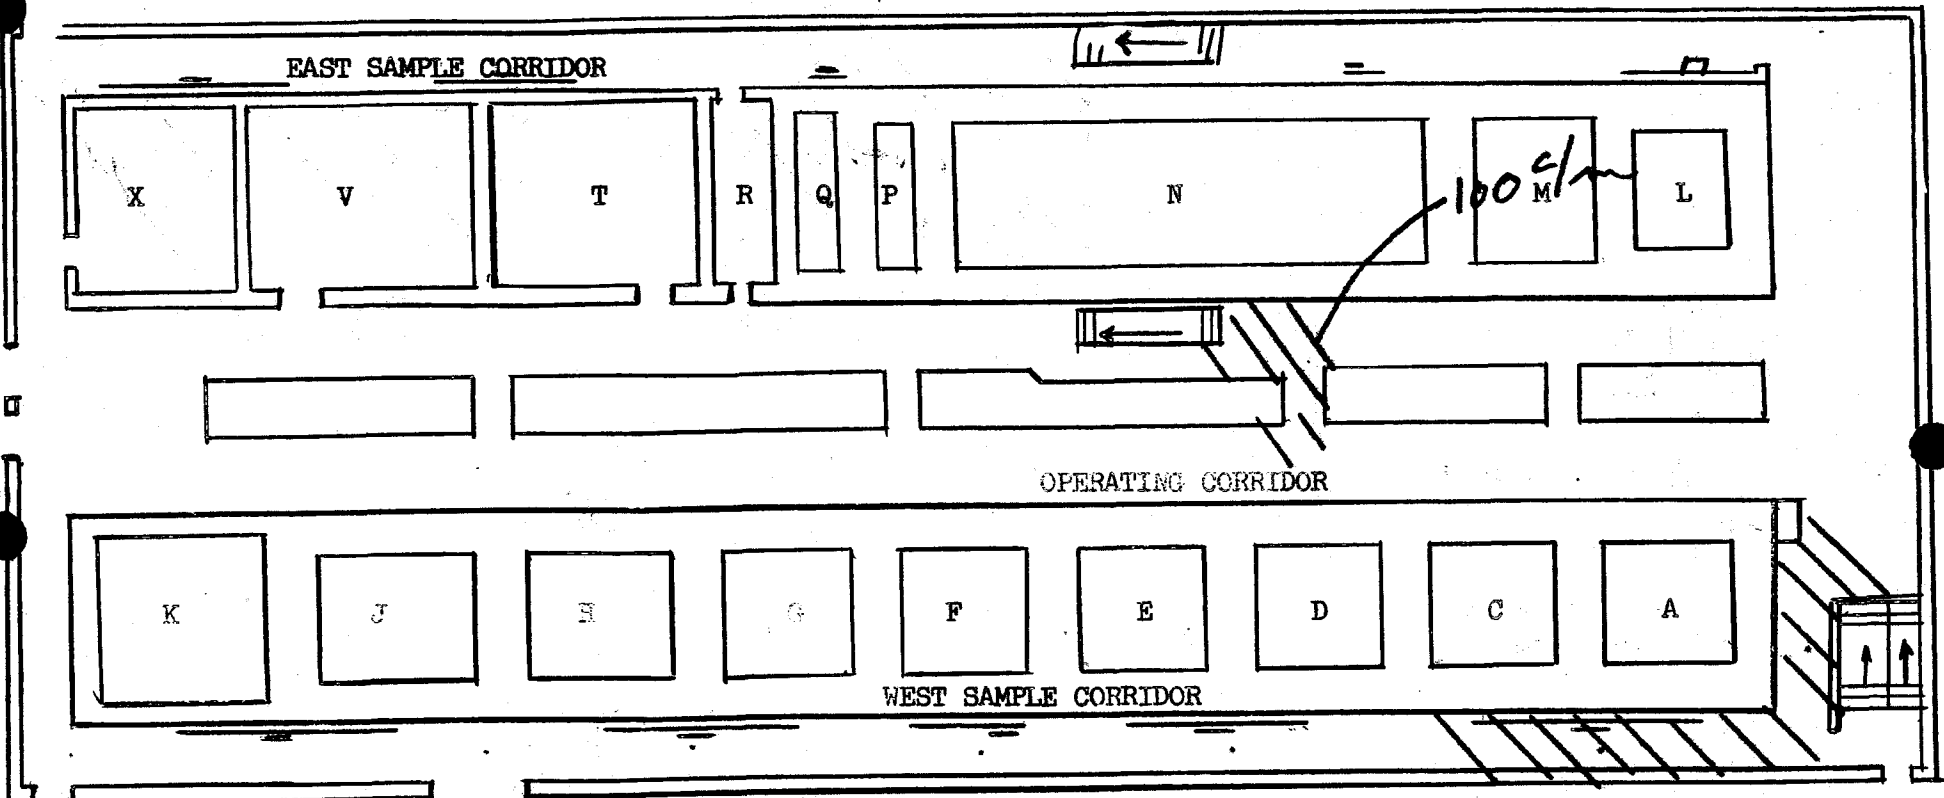 EAST SAMPLE CORRIDOR
X V T R Q P N M L
100 c/m
OPERATING CORRIDOR
K J H G F E D C A
WEST SAMPLE CORRIDOR